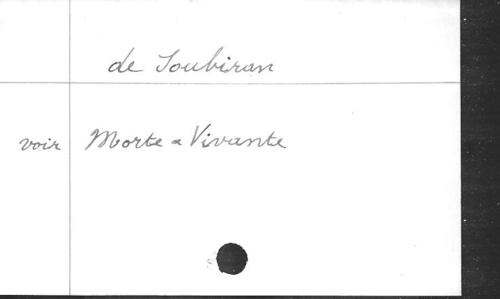 de Soubiran
voir Morte a Vivante